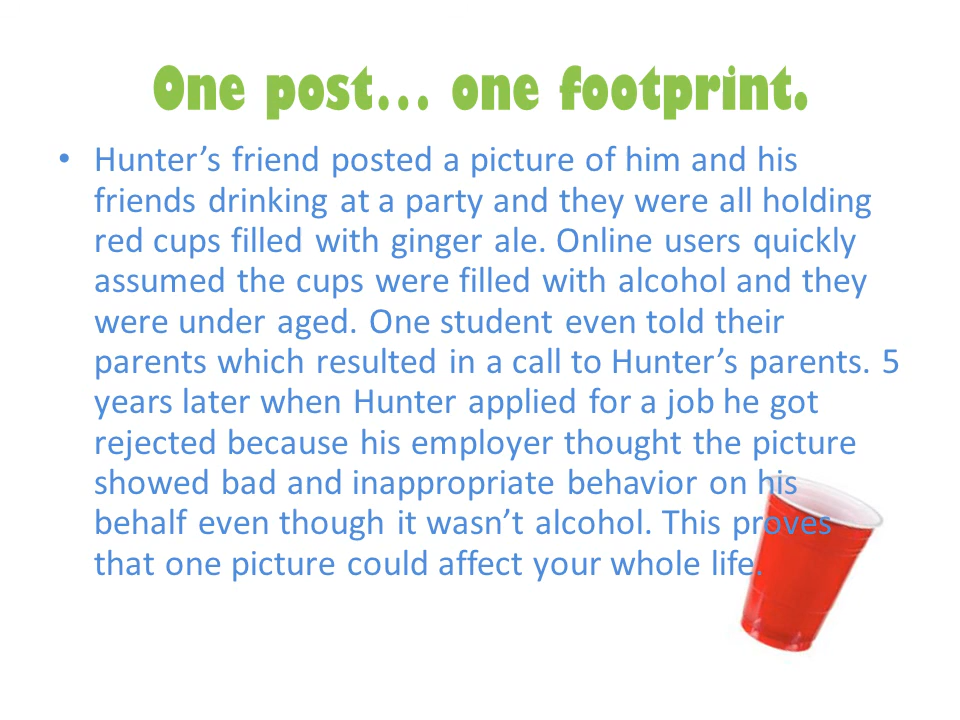 One post... one footprint.
• Hunter’s friend posted a picture of him and his
friends drinking at a party and they were all holding
red cups filled with ginger ale. Online users quickly
assumed the cups were filled with alcohol and they
were under aged. One student even told their
parents which resulted in a call to Hunter’s parents. 5
years later when Hunter applied for a job he got
rejected because his employer thought the picture
showed bad and inappropriate behavior on his
behalf even though it wasn’t alcohol. This proves
that one picture could affect your whole life.